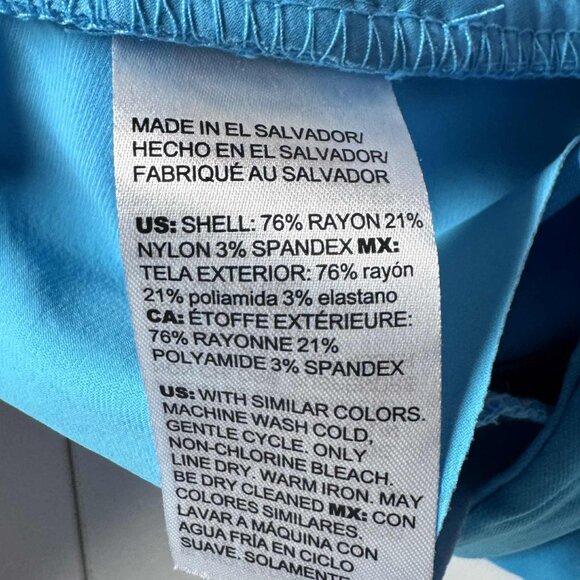 MADE IN EL SALVADOR/
HECHO EN EL SALVADOR/
FABRIQUÉ AU SALVADOR
US: SHELL: 76% RAYON 21%
NYLON 3% SPANDEX MX:
TELA EXTERIOR: 76% rayón
21% poliamida 3% elastano
CA: ÉTOFFE EXTÉRIEURE:
76% RAYONNE 21%
POLYAMIDE 3% SPANDEX
US: WITH SIMILAR COLORS.
MACHINE WASH COLD,
GENTLE CYCLE. ONLY
NON-CHLORINE BLEACH.
LINE DRY. WARM IRON. MAY
BE DRY CLEANED MX: CON
COLORES SIMILARES.
LAVAR A MÁQUINA CON
AGUA FRÍA EN CICLO
SUAVE. SOLAMENTE